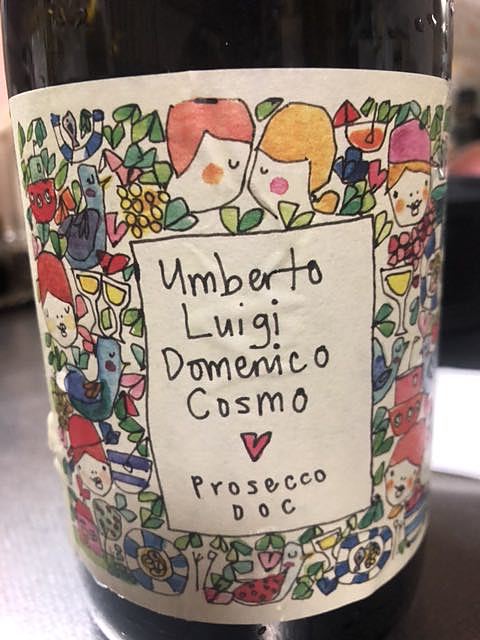 Umberto
Luigi
Domenico
Cosmo
Prosecco
DOC